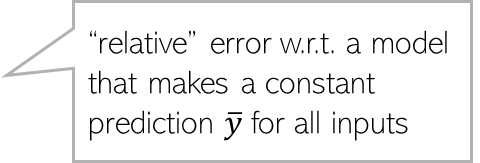 “relative” error w.r.t. a model
that makes a constant
prediction ȳ for all inputs